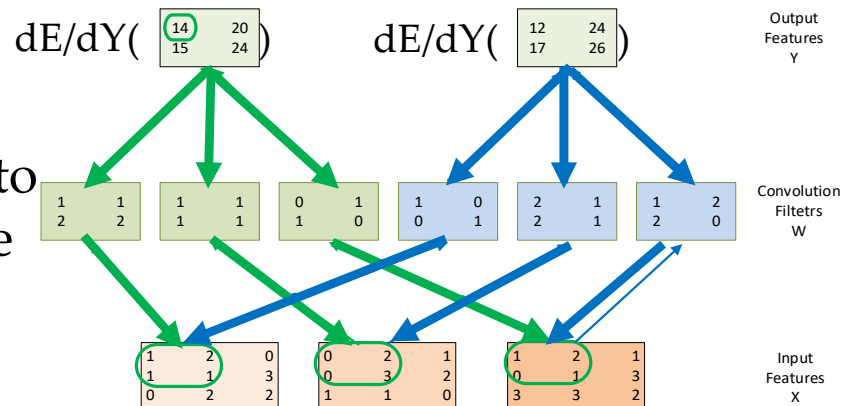 dE/dY( 14 20
15 24 )
dE/dY( 12 24
17 26 )
Output
Features
Y
to
e
1 1
2 2
1 1
1 1
0 1
1 0
1 0
0 1
2 1
2 1
1 2
2 0
Convolution
Filtetrs
W
1 2 0
1 1 3
0 2 2
0 2 1
0 3 2
1 1 0
1 2 1
0 1 3
3 3 2
Input
Features
X